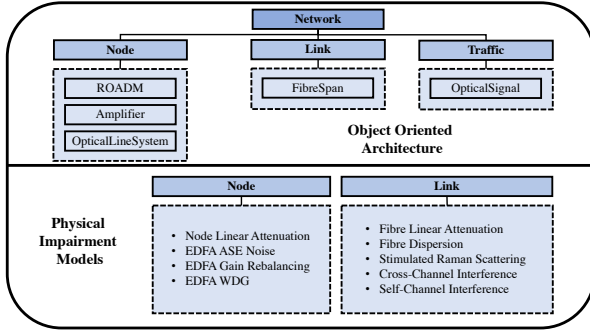 Network
Node
Link
Traffic
ROADM
Amplifier
OpticalLineSystem
FibreSpan
OpticalSignal
Object Oriented
Architecture
Physical
Impairment
Models
Node
• Node Linear Attenuation
• EDFA ASE Noise
• EDFA Gain Rebalancing
• EDFA WDG
Link
• Fibre Linear Attenuation
• Fibre Dispersion
• Stimulated Raman Scattering
• Cross-Channel Interference
• Self-Channel Interference